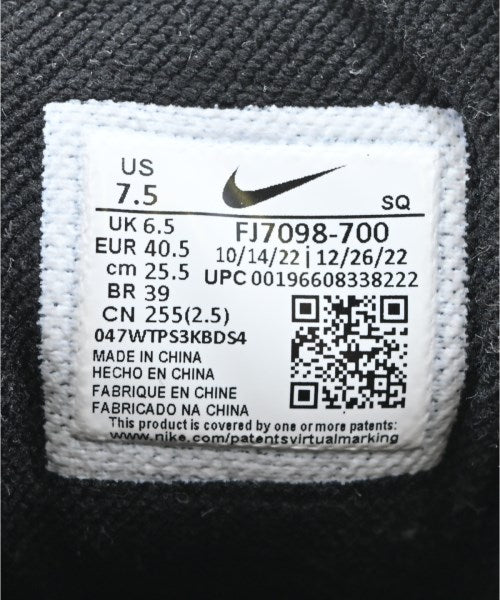 US
7.5
SQ
UK 6.5
EUR 40.5
cm 25.5
BR 39
CN 255(2.5)
FJ7098-700
10/14/22 | 12/26/22
UPC 00196608338222
047WTPS3KBDS4
MADE IN CHINA
HECHO EN CHINA
FABRIQUE EN CHINE
FABRICADO NA CHINA
This product is covered by one or more patents:
www.nike.com/patentsvirtualmarking